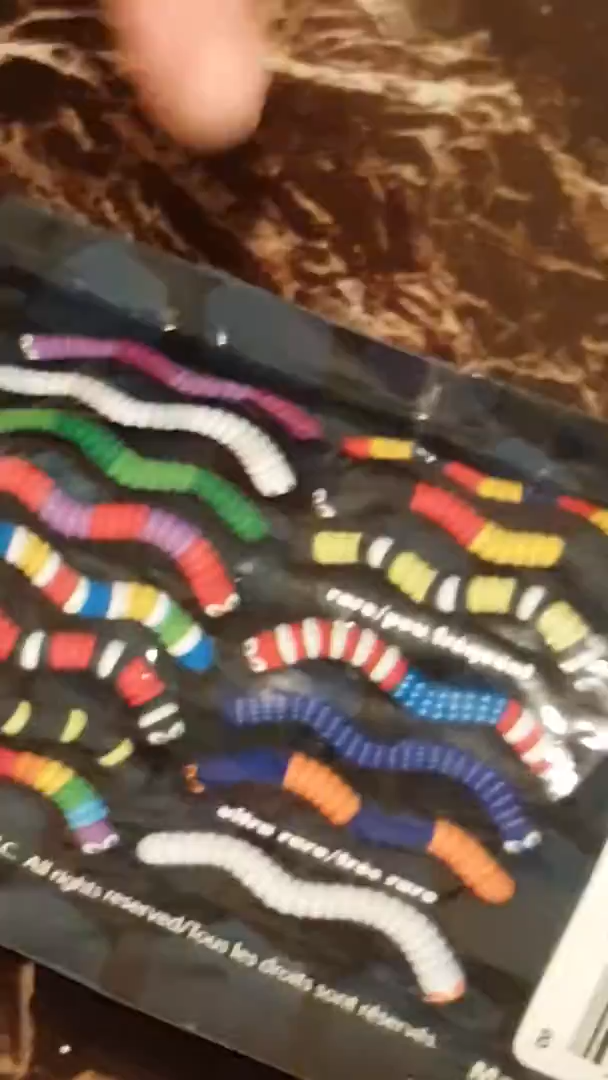 rare/peu fréquent
ultra rare/très rare
C. All rights reserved/Tous les droits sont réservés.